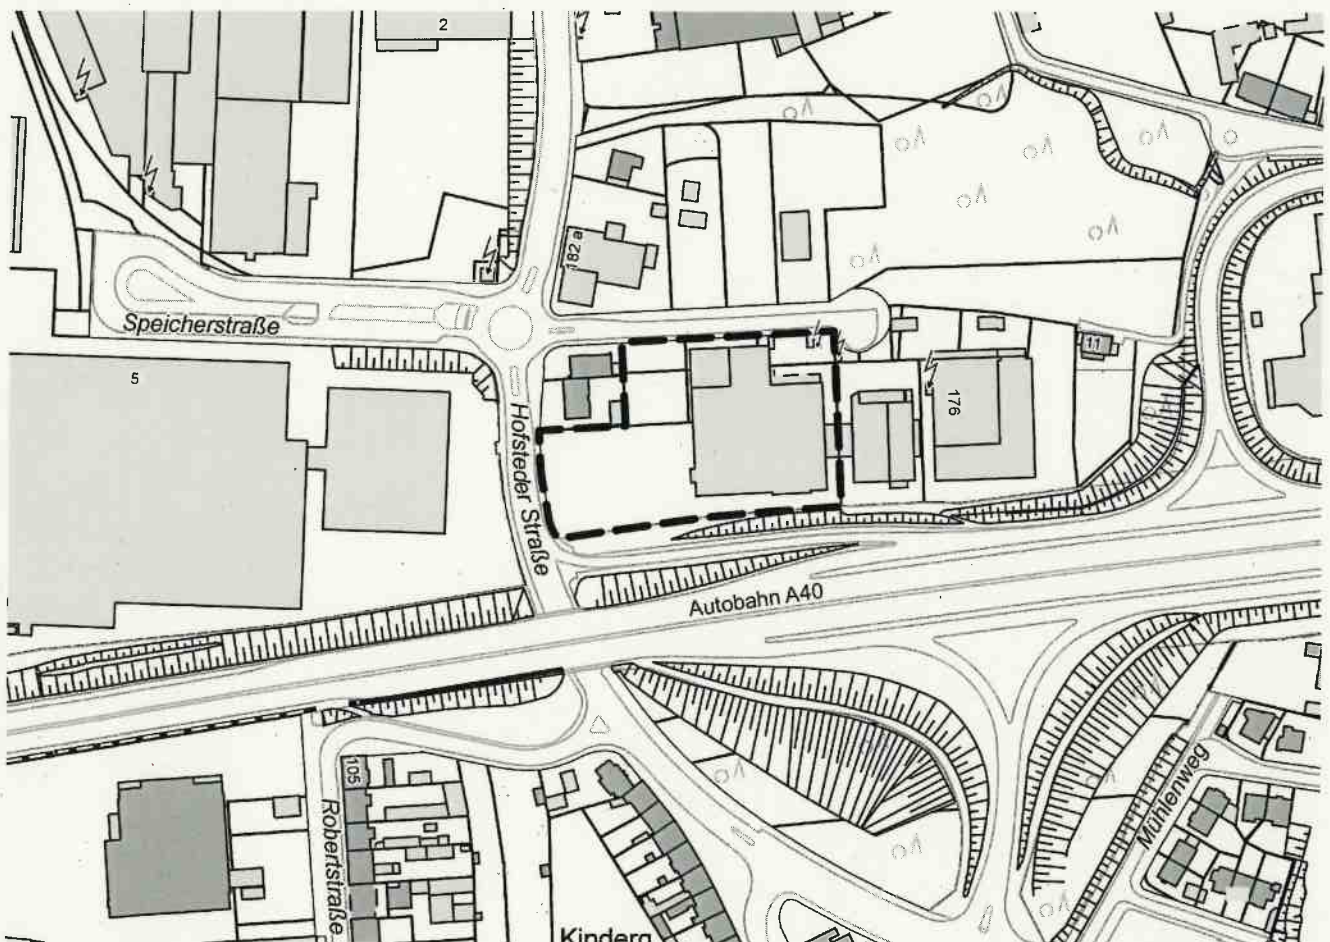 2
182 a
Speicherstraße
11
5
176
Hofsteder Straße
Autobahn A40
105
Robertstraße
Mühlenweg
Kinderg